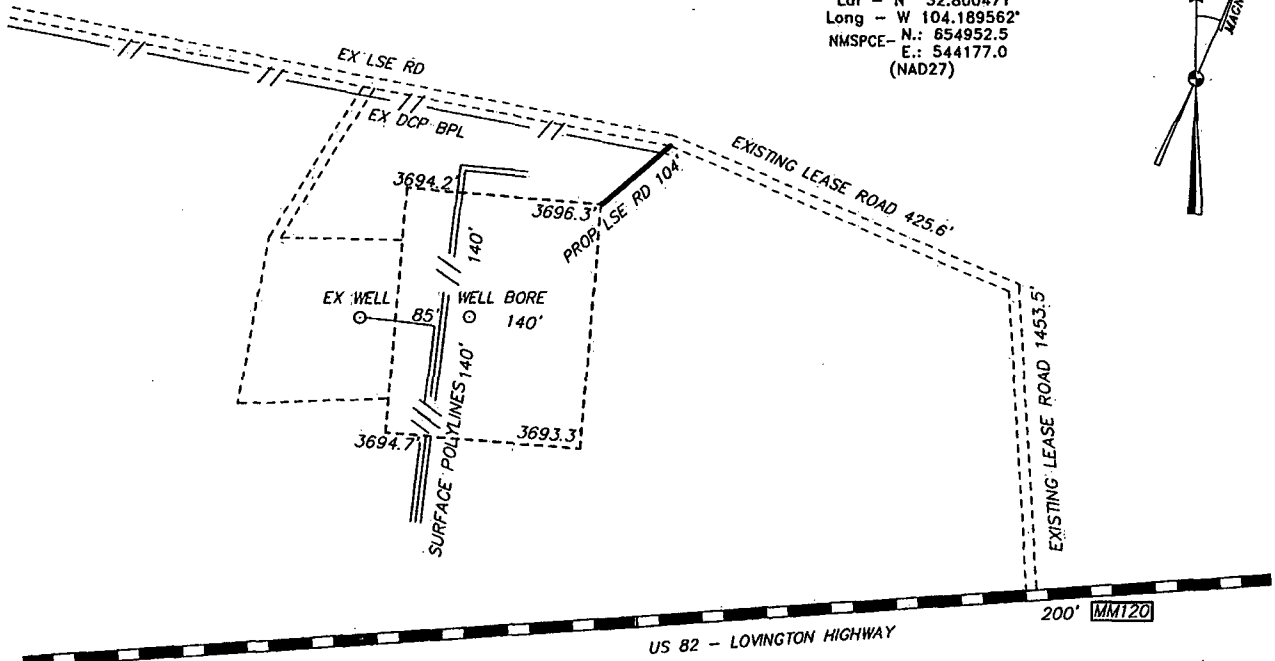 Long - W 104.189562°
NMSPCE- N.: 654952.5
E.: 544177.0
(NAD27)
EX LSE RD
EX DCP BPL
EXISTING LEASE ROAD 425.6'
3694.2'
3696.3'
PROP LSE RD 104'
140'
EX WELL
WELL BORE
85'
140'
140'
EXISTING LEASE ROAD 1453.5
3694.7'
3693.3'
SURFACE POLYLINES
200' MM120
US 82 - LOVINGTON HIGHWAY